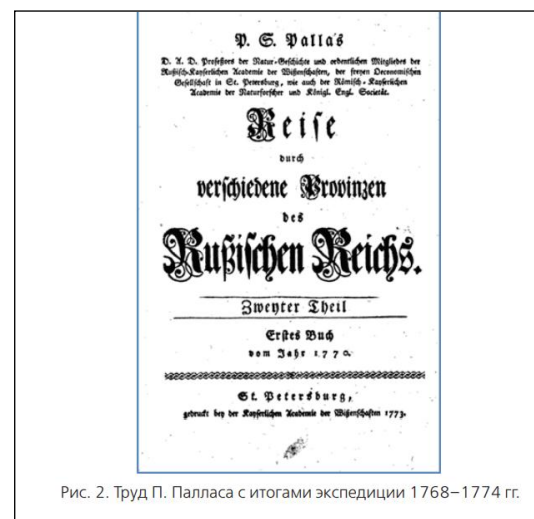 P. S. Pallas
D. A. D. Professors der Natur-Geschichte und ordentlichen Mitgliedes der
Rußisch-Kayserlichen Academie der Wißenschaften, der freyen Oeconomischen
Gesellschaft in St. Petersburg, wie auch der Römisch-Kayserlichen
Academie der Naturforscher und Königl. Engl. Societät.
Reise
durch
verschiedene Provinzen
des
Rußischen Reichs.
Zweyter Theil
Erstes Buch
vom Jahr 1770.
St. Petersburg,
gedruckt bey der Kayserlichen Academie der Wißenschaften 1773.
Рис. 2. Труд П. Палласа с итогами экспедиции 1768–1774 гг.